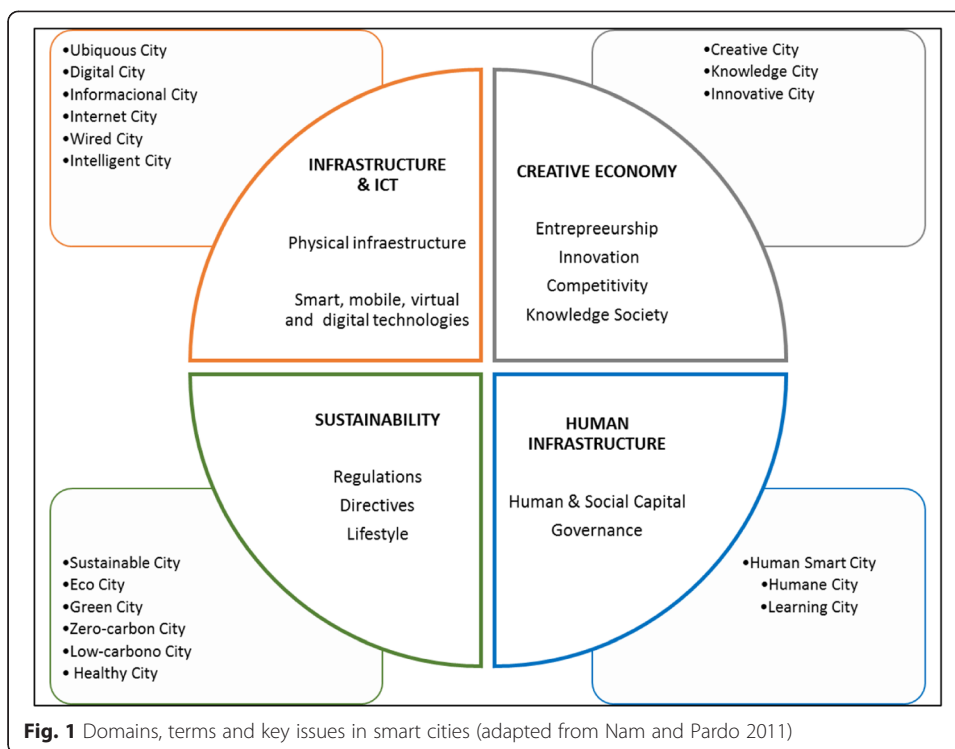 •Ubiquous City
•Digital City
•Informacional City
•Internet City
•Wired City
•Intelligent City
•Creative City
•Knowledge City
•Innovative City
INFRASTRUCTURE
& ICT
Physical infraestructure
Smart, mobile, virtual
and digital technologies
CREATIVE ECONOMY
Entrepreurship
Innovation
Competitivity
Knowledge Society
SUSTAINABILITY
Regulations
Directives
Lifestyle
HUMAN
INFRASTRUCTURE
Human & Social Capital
Governance
•Sustainable City
•Eco City
•Green City
•Zero-carbon City
•Low-carbono City
• Healthy City
•Human Smart City
•Humane City
•Learning City
Fig. 1 Domains, terms and key issues in smart cities (adapted from Nam and Pardo 2011)